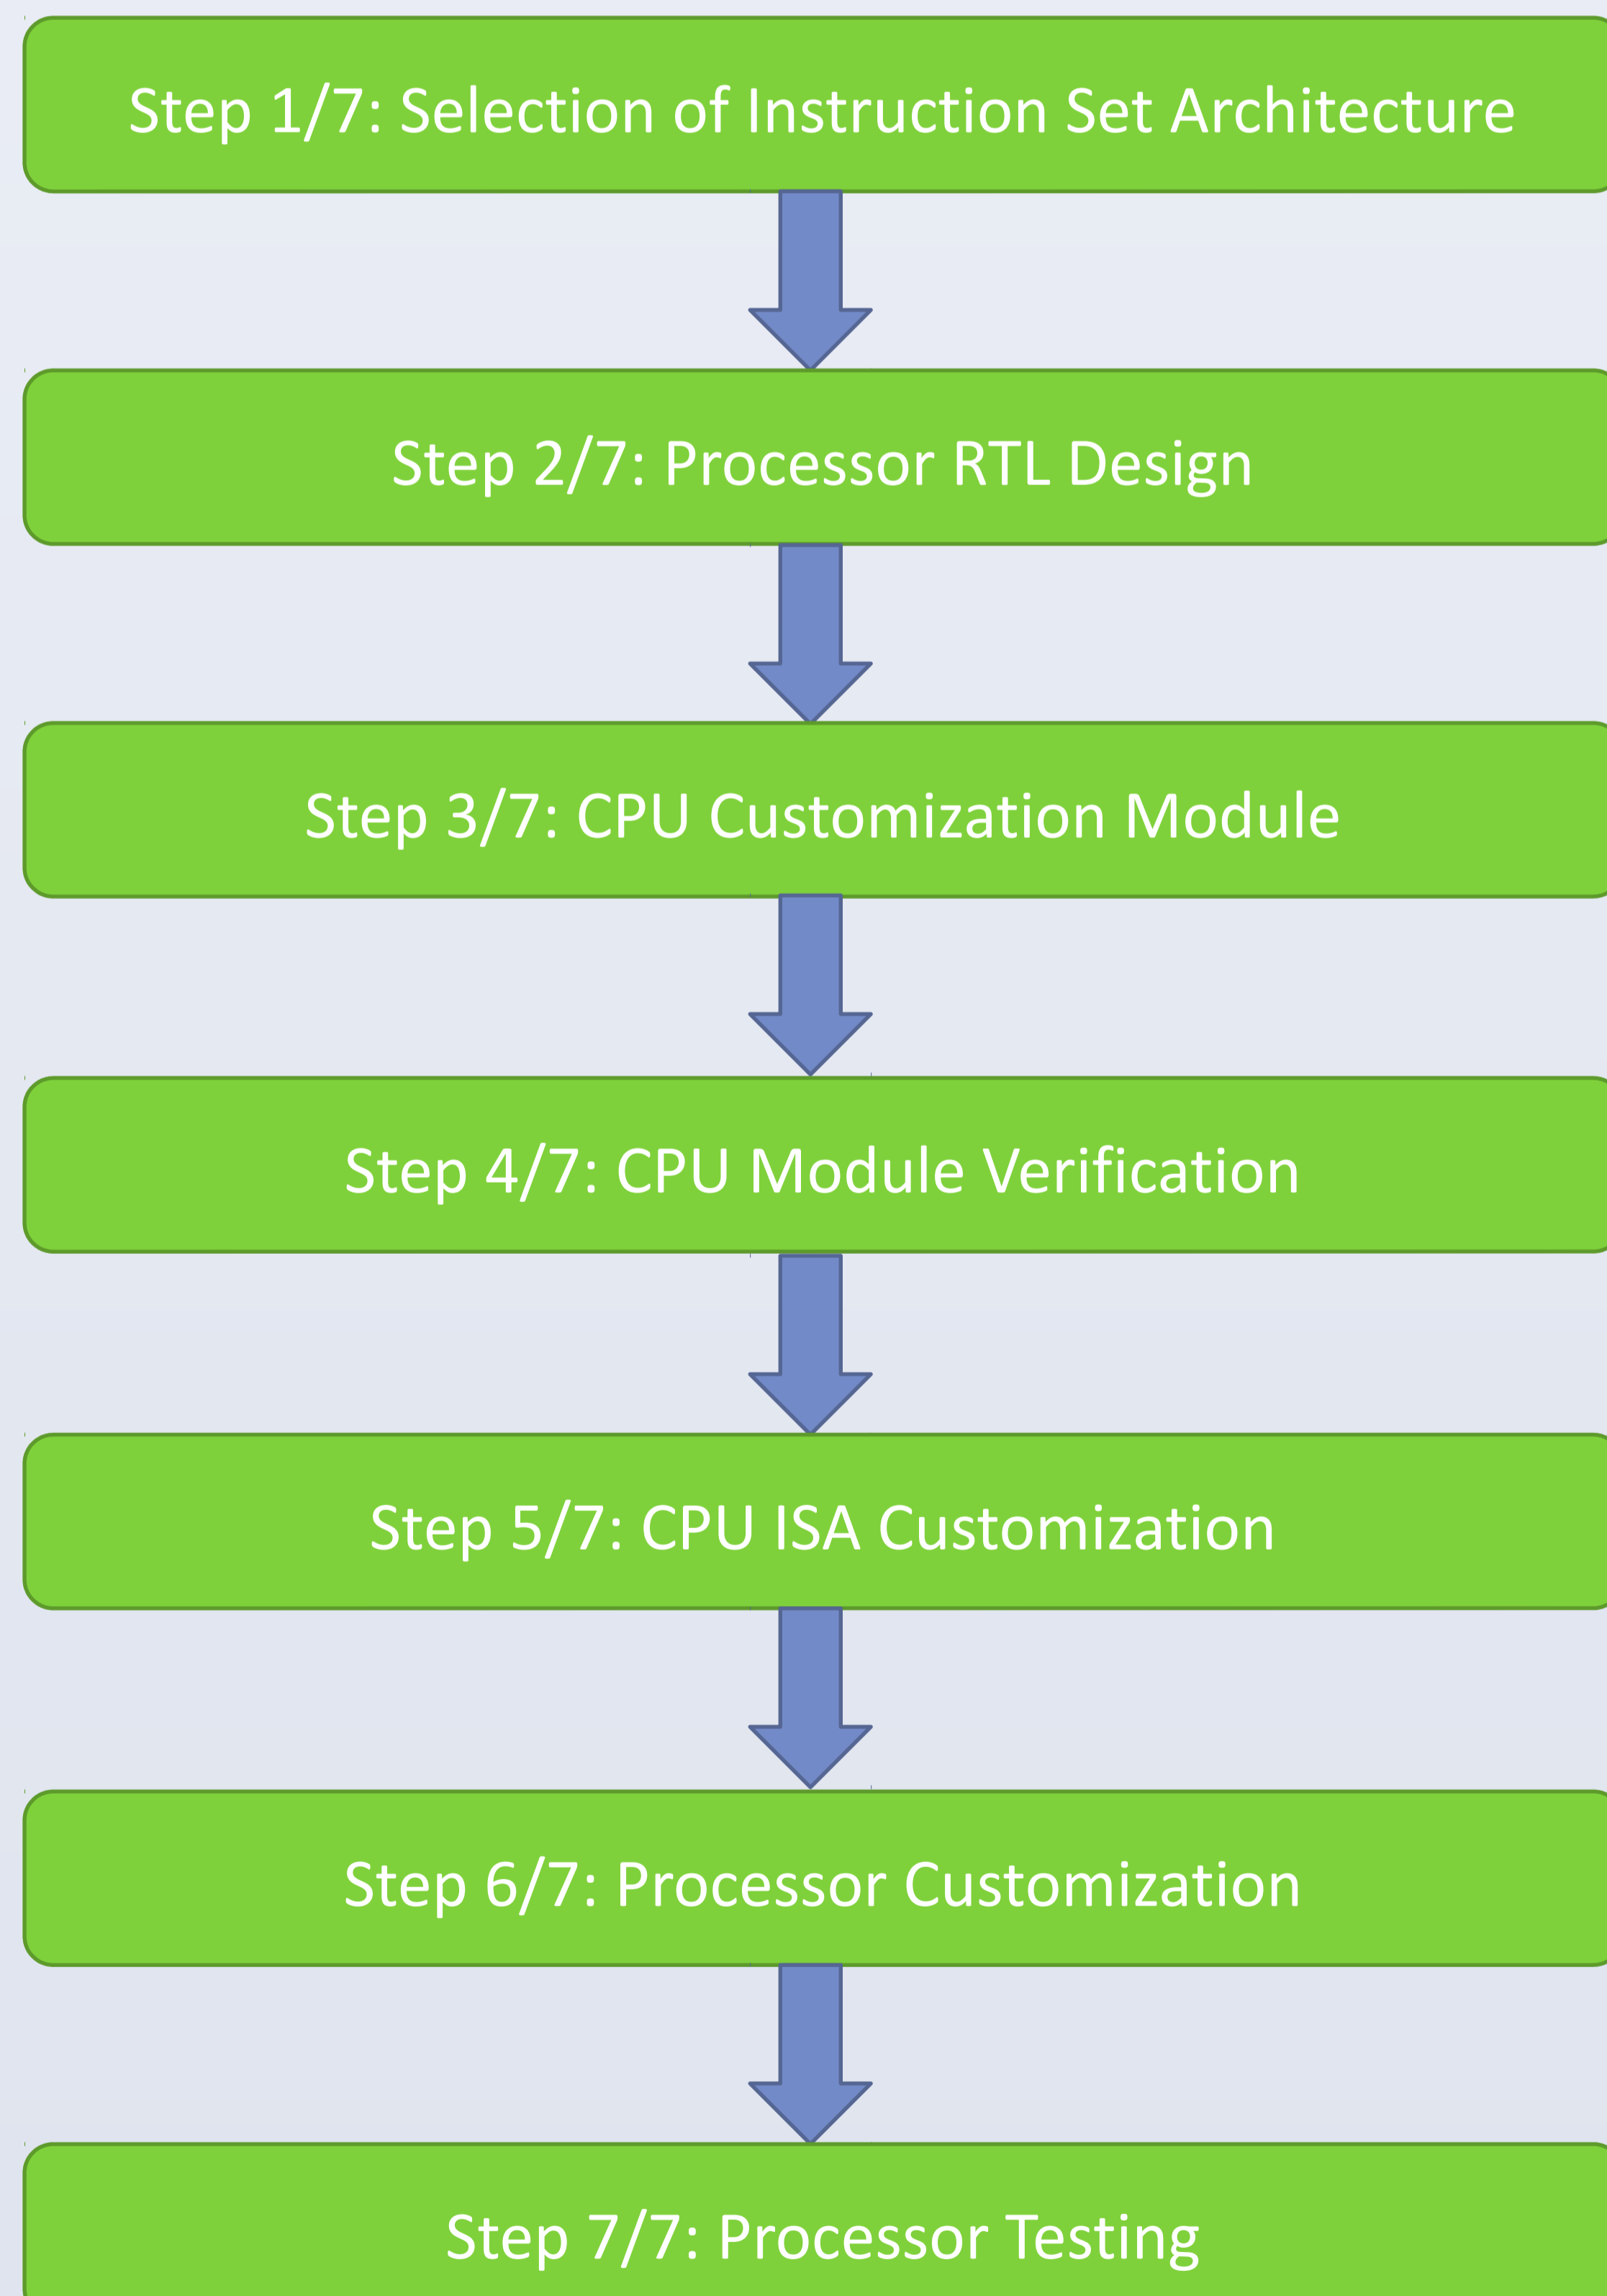 Step 1/7: Selection of Instruction Set Architecture
Step 2/7: Processor RTL Design
Step 3/7: CPU Customization Module
Step 4/7: CPU Module Verification
Step 5/7: CPU ISA Customization
Step 6/7: Processor Customization
Step 7/7: Processor Testing